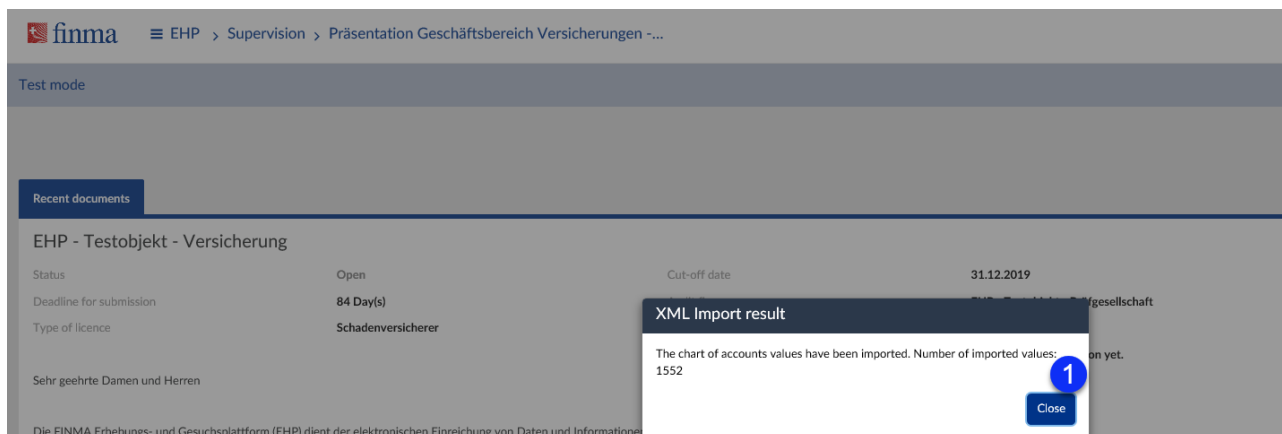 finma
≡ EHP > Supervision > Präsentation Geschäftsbereich Versicherungen -...
Test mode
Recent documents
EHP - Testobjekt - Versicherung
Status Open Cut-off date 31.12.2019
Deadline for submission 84 Day(s)
Type of licence Schadenversicherer
XML Import result
The chart of accounts values have been imported. Number of imported values:
1552
on yet.
1
Close
Sehr geehrte Damen und Herren
Die FINMA Erhebungs- und Gesuchsplattform (EHP) dient der elektronischen Einreichung von Daten und Informationen